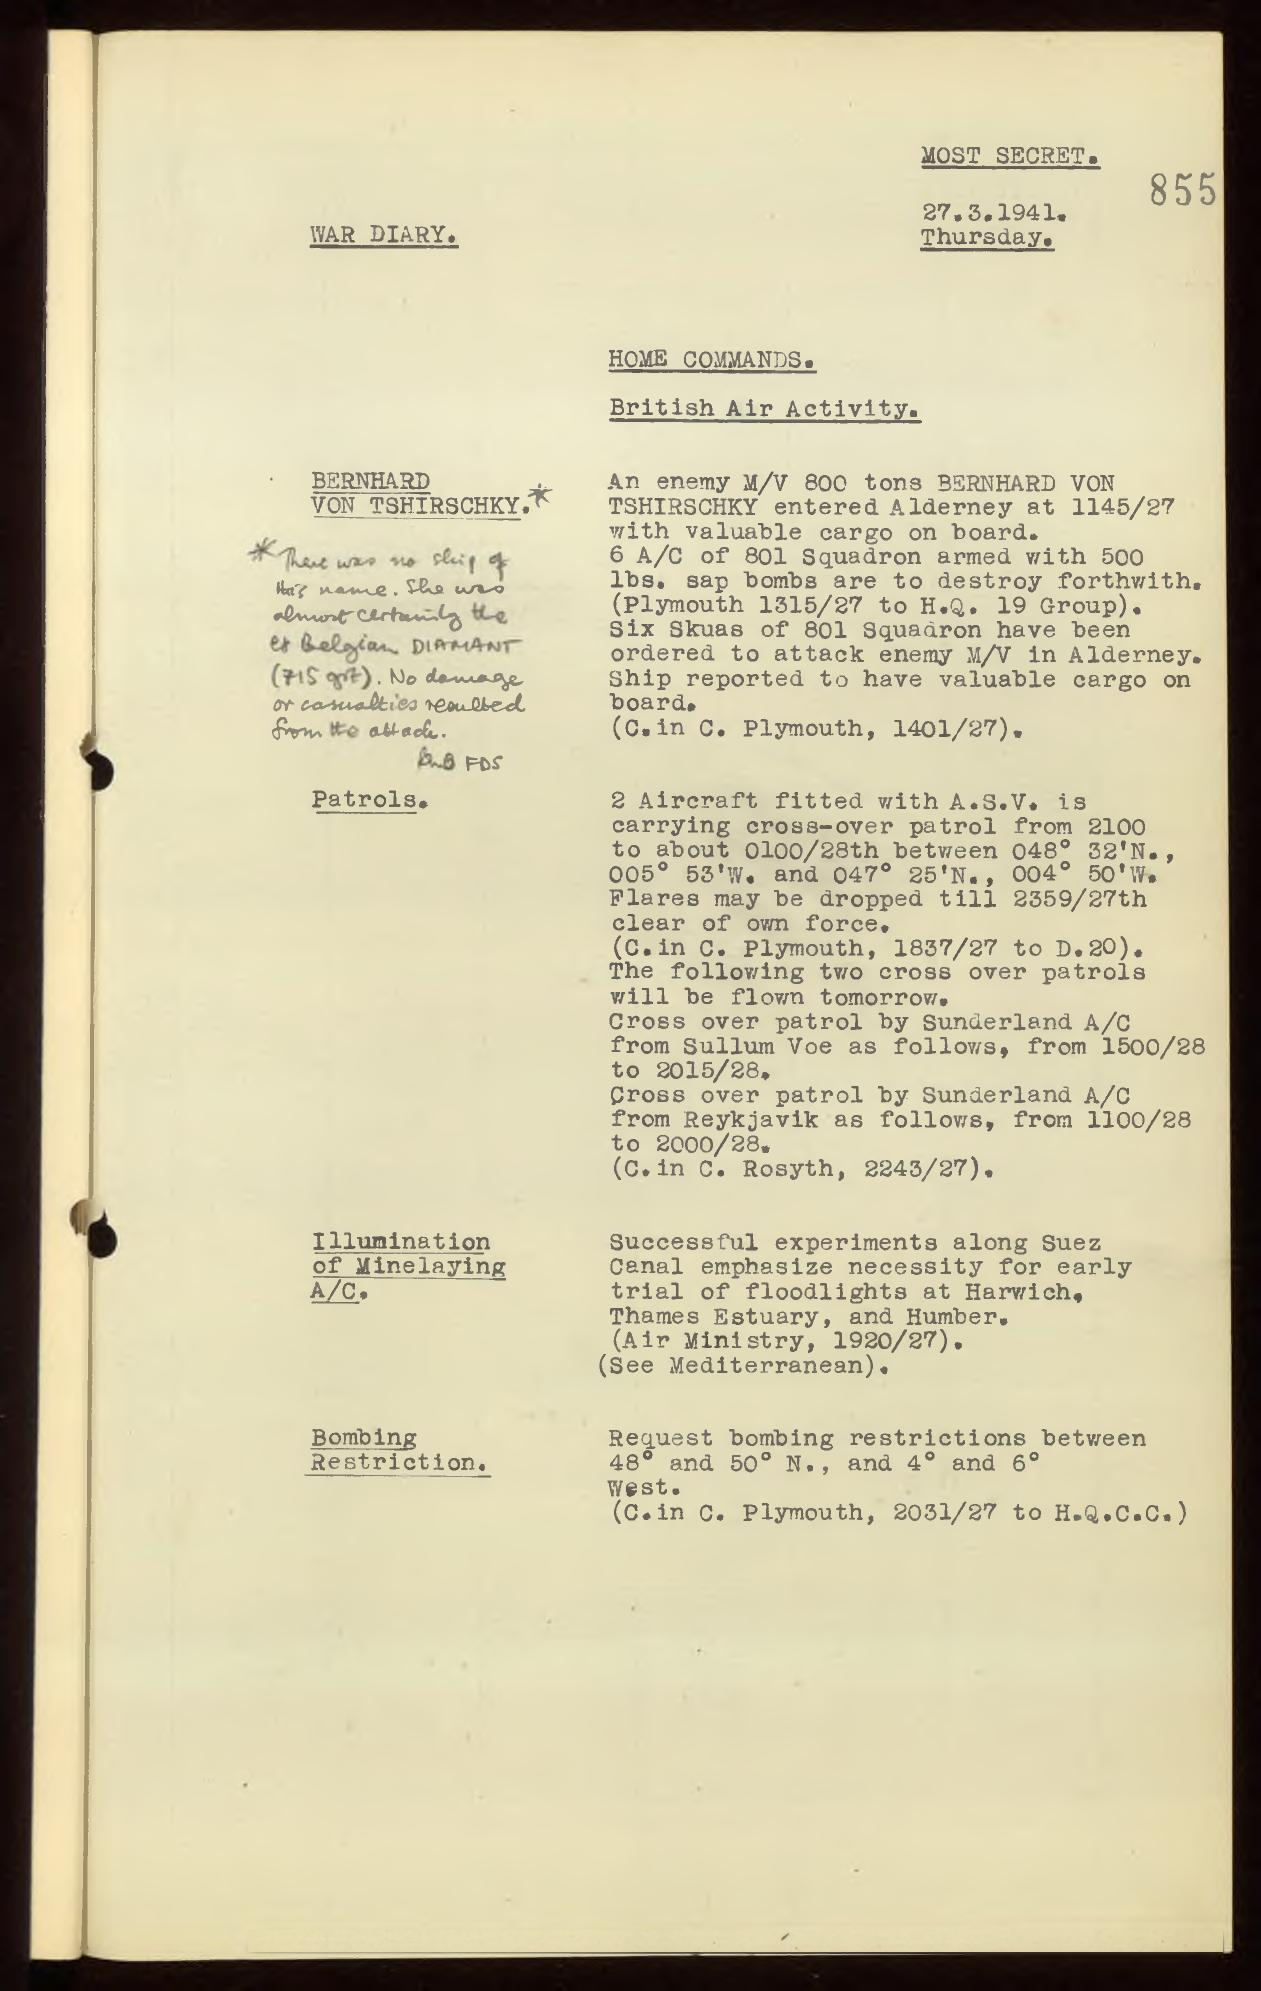 MOST SECRET.
855
27.3.1941.
Thursday.
WAR DIARY.
HOME COMMANDS.
British Air Activity.
BERNHARD
VON TSHIRSCHKY.*
* There was no ship of
this name. She was
almost certainly the
ex Belgian DIAMANT
(715 grt). No damage
or casualties resulted
from the attack.
FDS
An enemy M/V 800 tons BERNHARD VON
TSHIRSCHKY entered Alderney at 1145/27
with valuable cargo on board.
6 A/C of 801 Squadron armed with 500
lbs. sap bombs are to destroy forthwith.
(Plymouth 1315/27 to H.Q. 19 Group).
Six Skuas of 801 Squadron have been
ordered to attack enemy M/V in Alderney.
Ship reported to have valuable cargo on
board.
(C.in C. Plymouth, 1401/27).
Patrols.
2 Aircraft fitted with A.S.V. is
carrying cross-over patrol from 2100
to about 0100/28th between 048° 32'N.,
005° 53'W. and 047° 25'N., 004° 50'W.
Flares may be dropped till 2359/27th
clear of own force.
(C.in C. Plymouth, 1837/27 to D.20).
The following two cross over patrols
will be flown tomorrow.
Cross over patrol by Sunderland A/C
from Sullum Voe as follows, from 1500/28
to 2015/28.
Cross over patrol by Sunderland A/C
from Reykjavik as follows, from 1100/28
to 2000/28.
(C.in C. Rosyth, 2243/27).
Illumination
of Minelaying
A/C.
Successful experiments along Suez
Canal emphasize necessity for early
trial of floodlights at Harwich,
Thames Estuary, and Humber.
(Air Ministry, 1920/27).
(See Mediterranean).
Bombing
Restriction.
Request bombing restrictions between
48° and 50° N., and 4° and 6°
West.
(C.in C. Plymouth, 2031/27 to H.Q.C.C.)